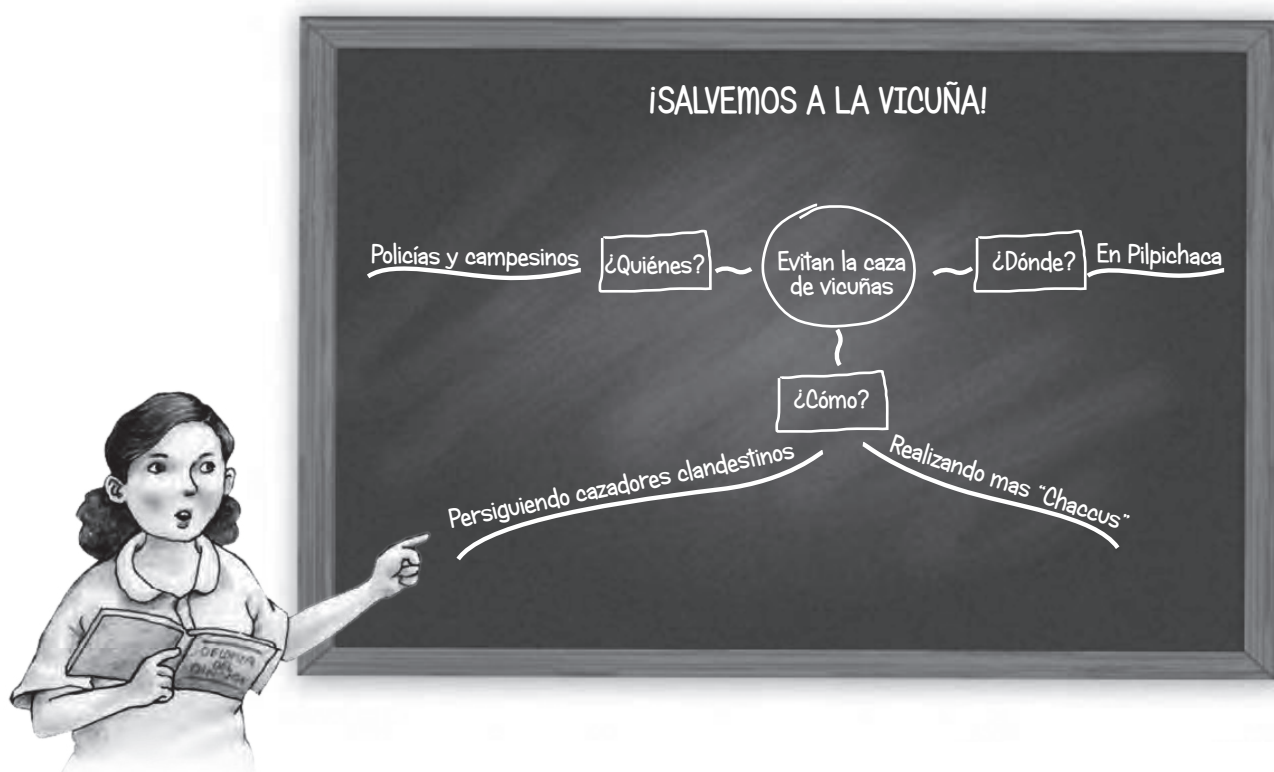 ¡SALVEMOS A LA VICUÑA!
Policías y campesinos
¿Quiénes?
Evitan la caza
de vicuñas
¿Dónde?
En Pilpichaca
¿Cómo?
Persiguiendo cazadores clandestinos
Realizando mas "Chaccus"